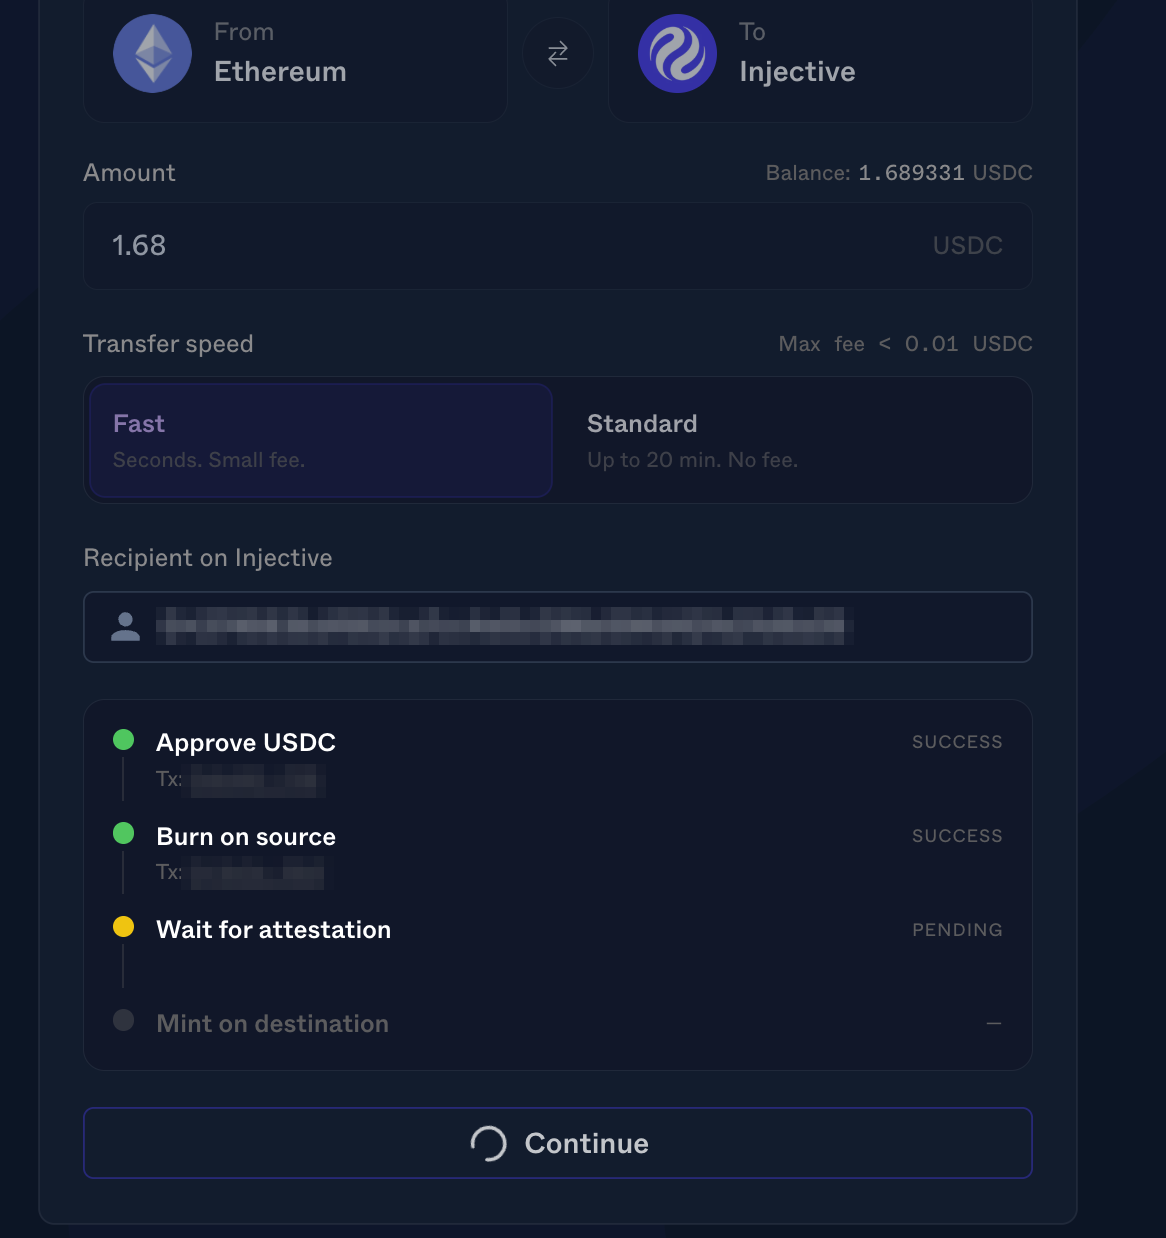 From
Ethereum
To
Injective
Amount
Balance: 1.689331 USDC
1.68
USDC
Transfer speed
Max fee < 0.01 USDC
Fast
Seconds. Small fee.
Standard
Up to 20 min. No fee.
Recipient on Injective
Approve USDC
SUCCESS
Tx:
Burn on source
SUCCESS
Tx:
Wait for attestation
PENDING
Mint on destination
—
Continue